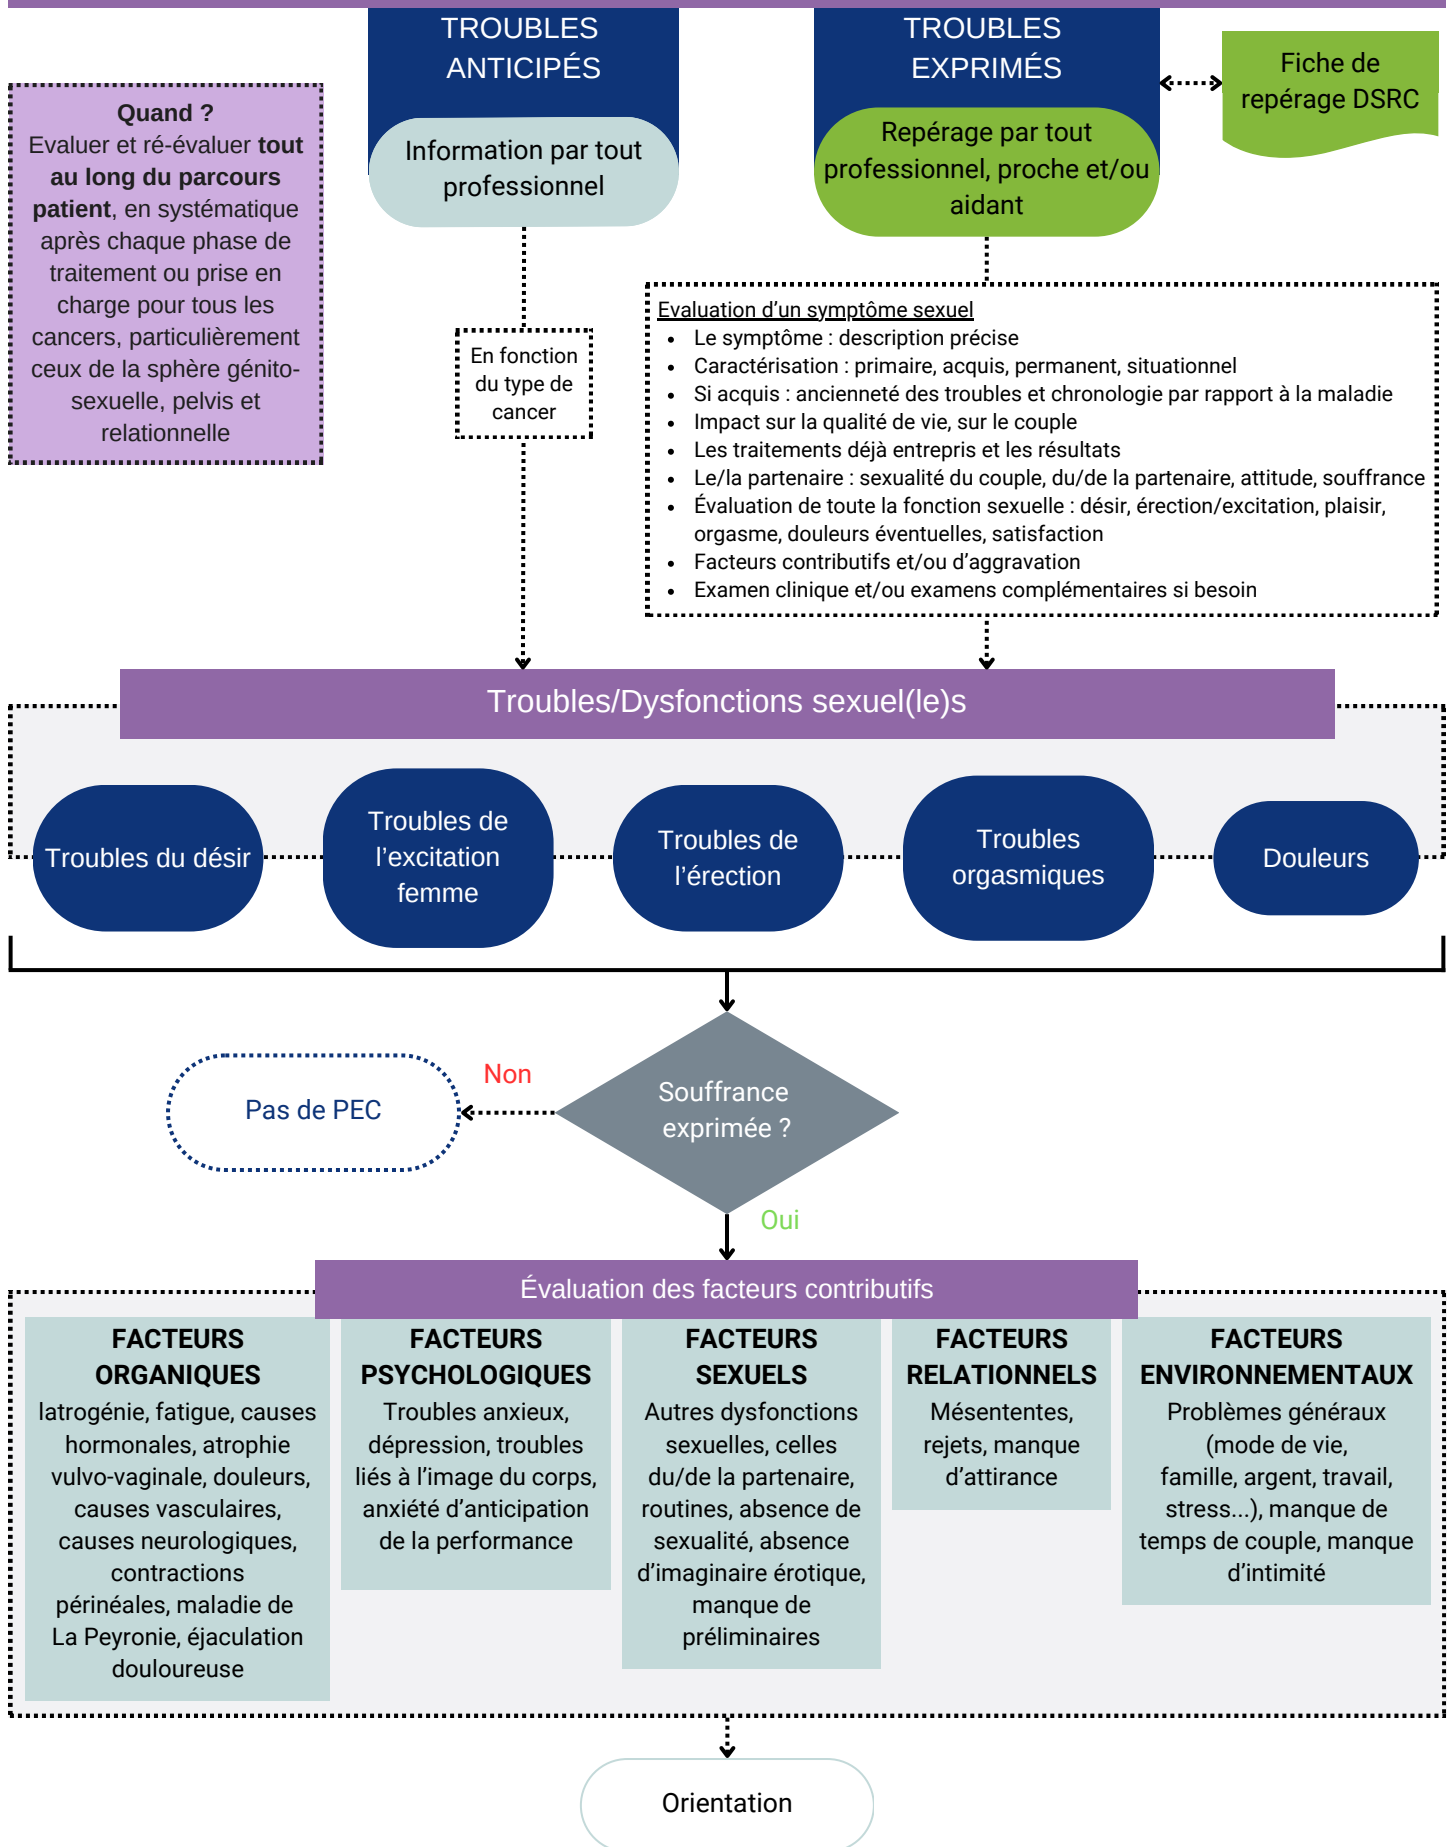 TROUBLES
ANTICIPÉS
TROUBLES
EXPRIMÉS
Fiche de
repérage DSRC
Quand ?
Evaluer et ré-évaluer tout
au long du parcours
patient, en systématique
après chaque phase de
traitement ou prise en
charge pour tous les
cancers, particulièrement
ceux de la sphère génito-
sexuelle, pelvis et
relationnelle
Information par tout
professionnel
Repérage par tout
professionnel, proche et/ou
aidant
En fonction
du type de
cancer
Evaluation d'un symptôme sexuel
• Le symptôme : description précise
• Caractérisation : primaire, acquis, permanent, situationnel
• Si acquis : ancienneté des troubles et chronologie par rapport à la maladie
• Impact sur la qualité de vie, sur le couple
• Les traitements déjà entrepris et les résultats
• Le/la partenaire : sexualité du couple, du/de la partenaire, attitude, souffrance
• Évaluation de toute la fonction sexuelle : désir, érection/excitation, plaisir,
orgasme, douleurs éventuelles, satisfaction
• Facteurs contributifs et/ou d'aggravation
• Examen clinique et/ou examens complémentaires si besoin
Troubles/Dysfonctions sexuel(le)s
Troubles du désir
Troubles de
l'excitation
femme
Troubles de
l'érection
Troubles
orgasmiques
Douleurs
Souffrance
exprimée ?
Non
Pas de PEC
Oui
Évaluation des facteurs contributifs
FACTEURS
ORGANIQUES
Iatrogénie, fatigue, causes
hormonales, atrophie
vulvo-vaginale, douleurs,
causes vasculaires,
causes neurologiques,
contractions
périnéales, maladie de
La Peyronie, éjaculation
douloureuse
FACTEURS
PSYCHOLOGIQUES
Troubles anxieux,
dépression, troubles
liés à l'image du corps,
anxiété d'anticipation
de la performance
FACTEURS
SEXUELS
Autres dysfonctions
sexuelles, celles
du/de la partenaire,
routines, absence de
sexualité, absence
d'imaginaire érotique,
manque de
préliminaires
FACTEURS
RELATIONNELS
Mésententes,
rejets, manque
d'attirance
FACTEURS
ENVIRONNEMENTAUX
Problèmes généraux
(mode de vie,
famille, argent, travail,
stress...), manque de
temps de couple, manque
d'intimité
Orientation